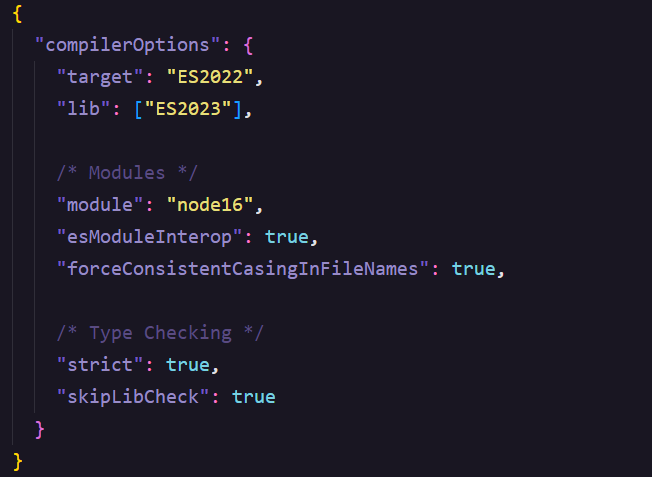 {
  "compilerOptions": {
    "target": "ES2022",
    "lib": ["ES2023"],

    /* Modules */
    "module": "node16",
    "esModuleInterop": true,
    "forceConsistentCasingInFileNames": true,

    /* Type Checking */
    "strict": true,
    "skipLibCheck": true
  }
}